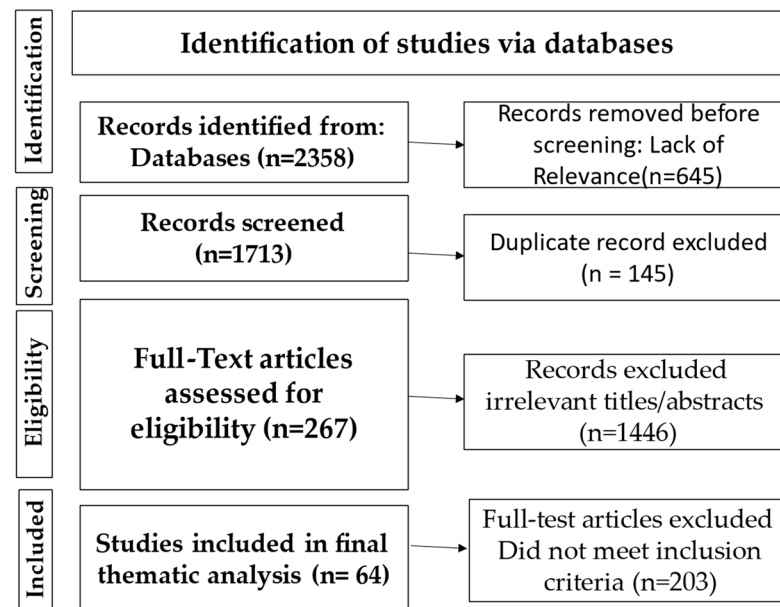 Identification of studies via databases
Identification
Records identified from:
Databases (n=2358)
Records removed before
screening: Lack of
Relevance(n=645)
Screening
Records screened
(n=1713)
Duplicate record excluded
(n = 145)
Eligibility
Full-Text articles
assessed for
eligibility (n=267)
Records excluded
irrelevant titles/abstracts
(n=1446)
Included
Studies included in final
thematic analysis (n= 64)
Full-test articles excluded
Did not meet inclusion
criteria (n=203)